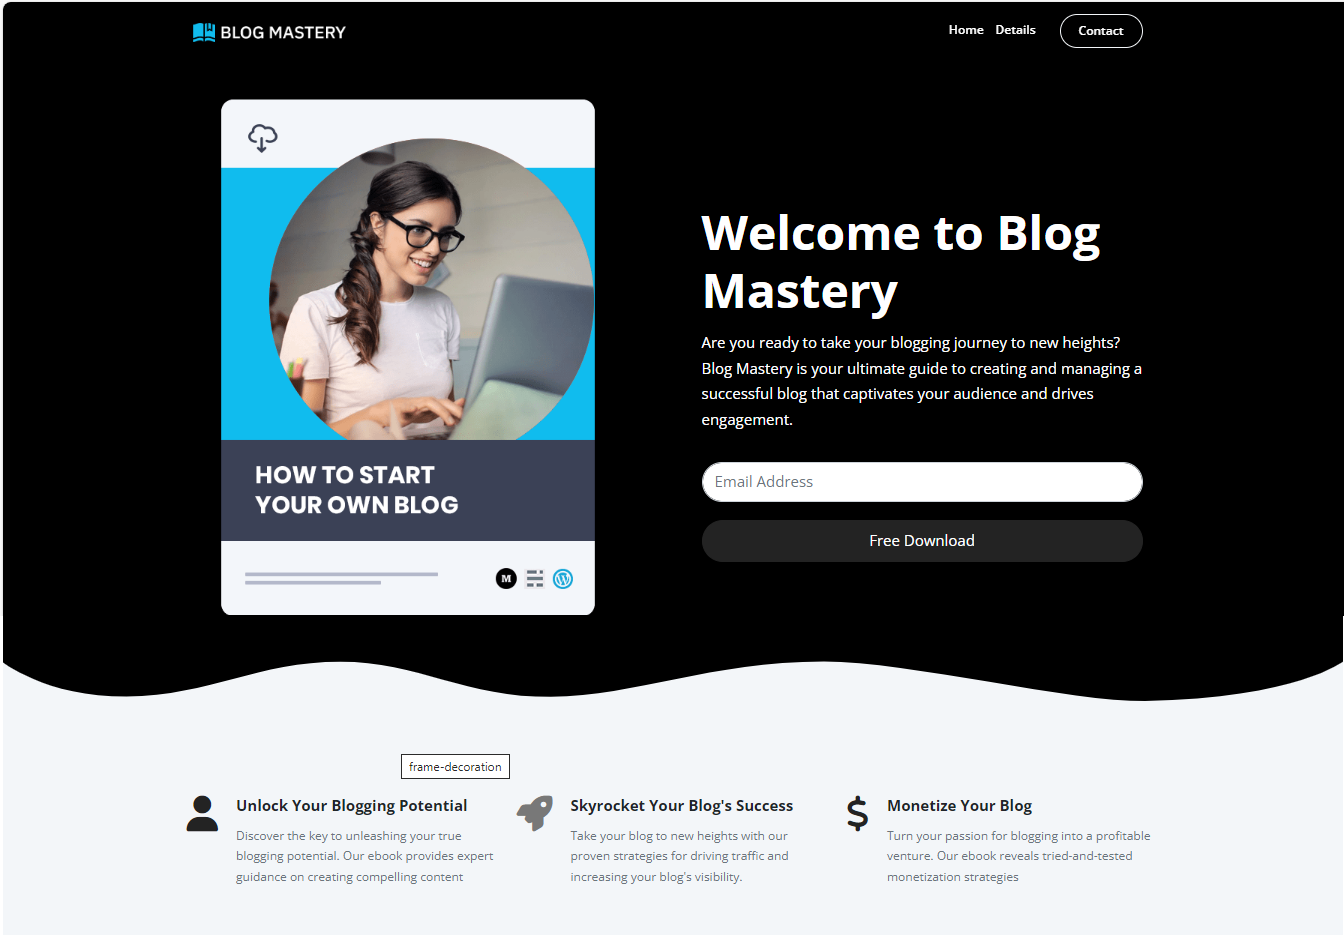 BLOG MASTERY
Home Details Contact
Welcome to Blog
Mastery
Are you ready to take your blogging journey to new heights?
Blog Mastery is your ultimate guide to creating and managing a
successful blog that captivates your audience and drives
engagement.
Email Address
Free Download
HOW TO START
YOUR OWN BLOG
M
frame-decoration
Unlock Your Blogging Potential
Discover the key to unleashing your true
blogging potential. Our ebook provides expert
guidance on creating compelling content
Skyrocket Your Blog's Success
Take your blog to new heights with our
proven strategies for driving traffic and
increasing your blog's visibility.
Monetize Your Blog
Turn your passion for blogging into a profitable
venture. Our ebook reveals tried-and-tested
monetization strategies